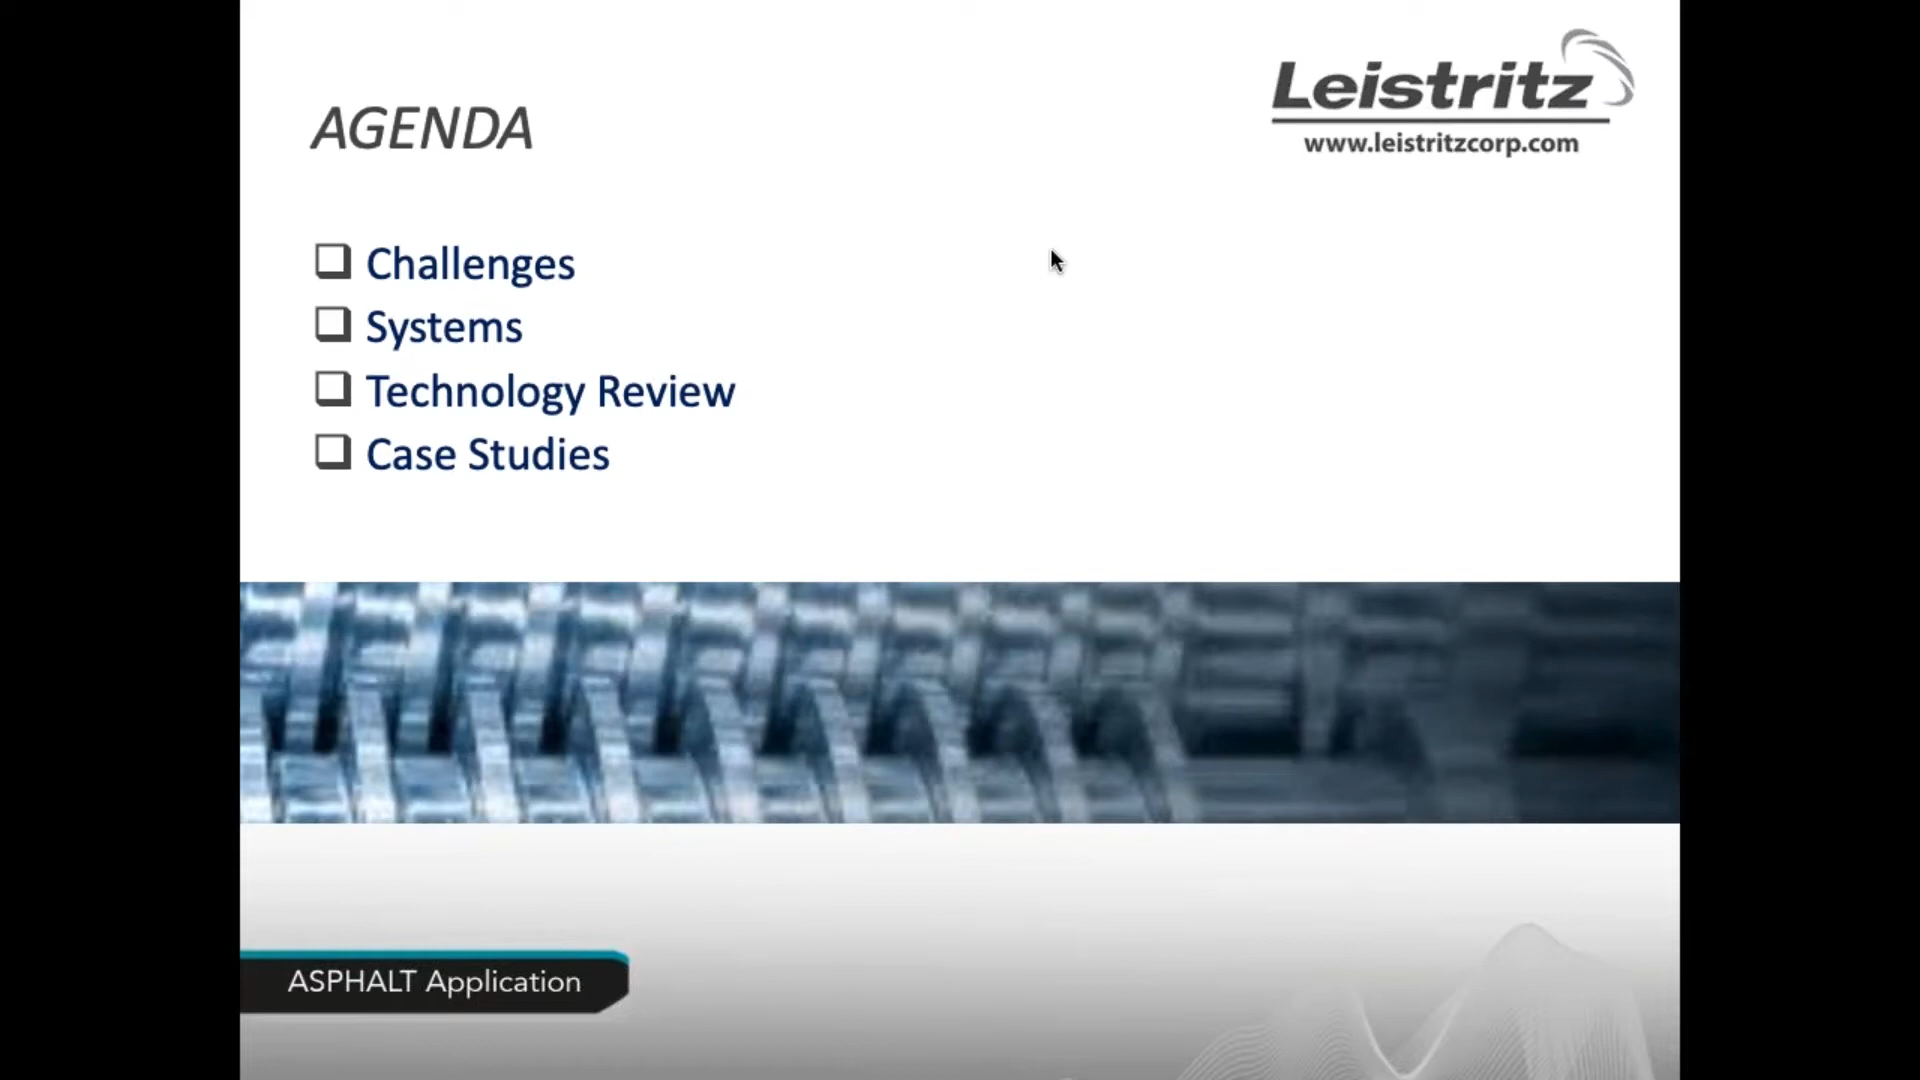 Leistritz
www.leistritzcorp.com
AGENDA
Challenges
Systems
Technology Review
Case Studies
ASPHALT Application